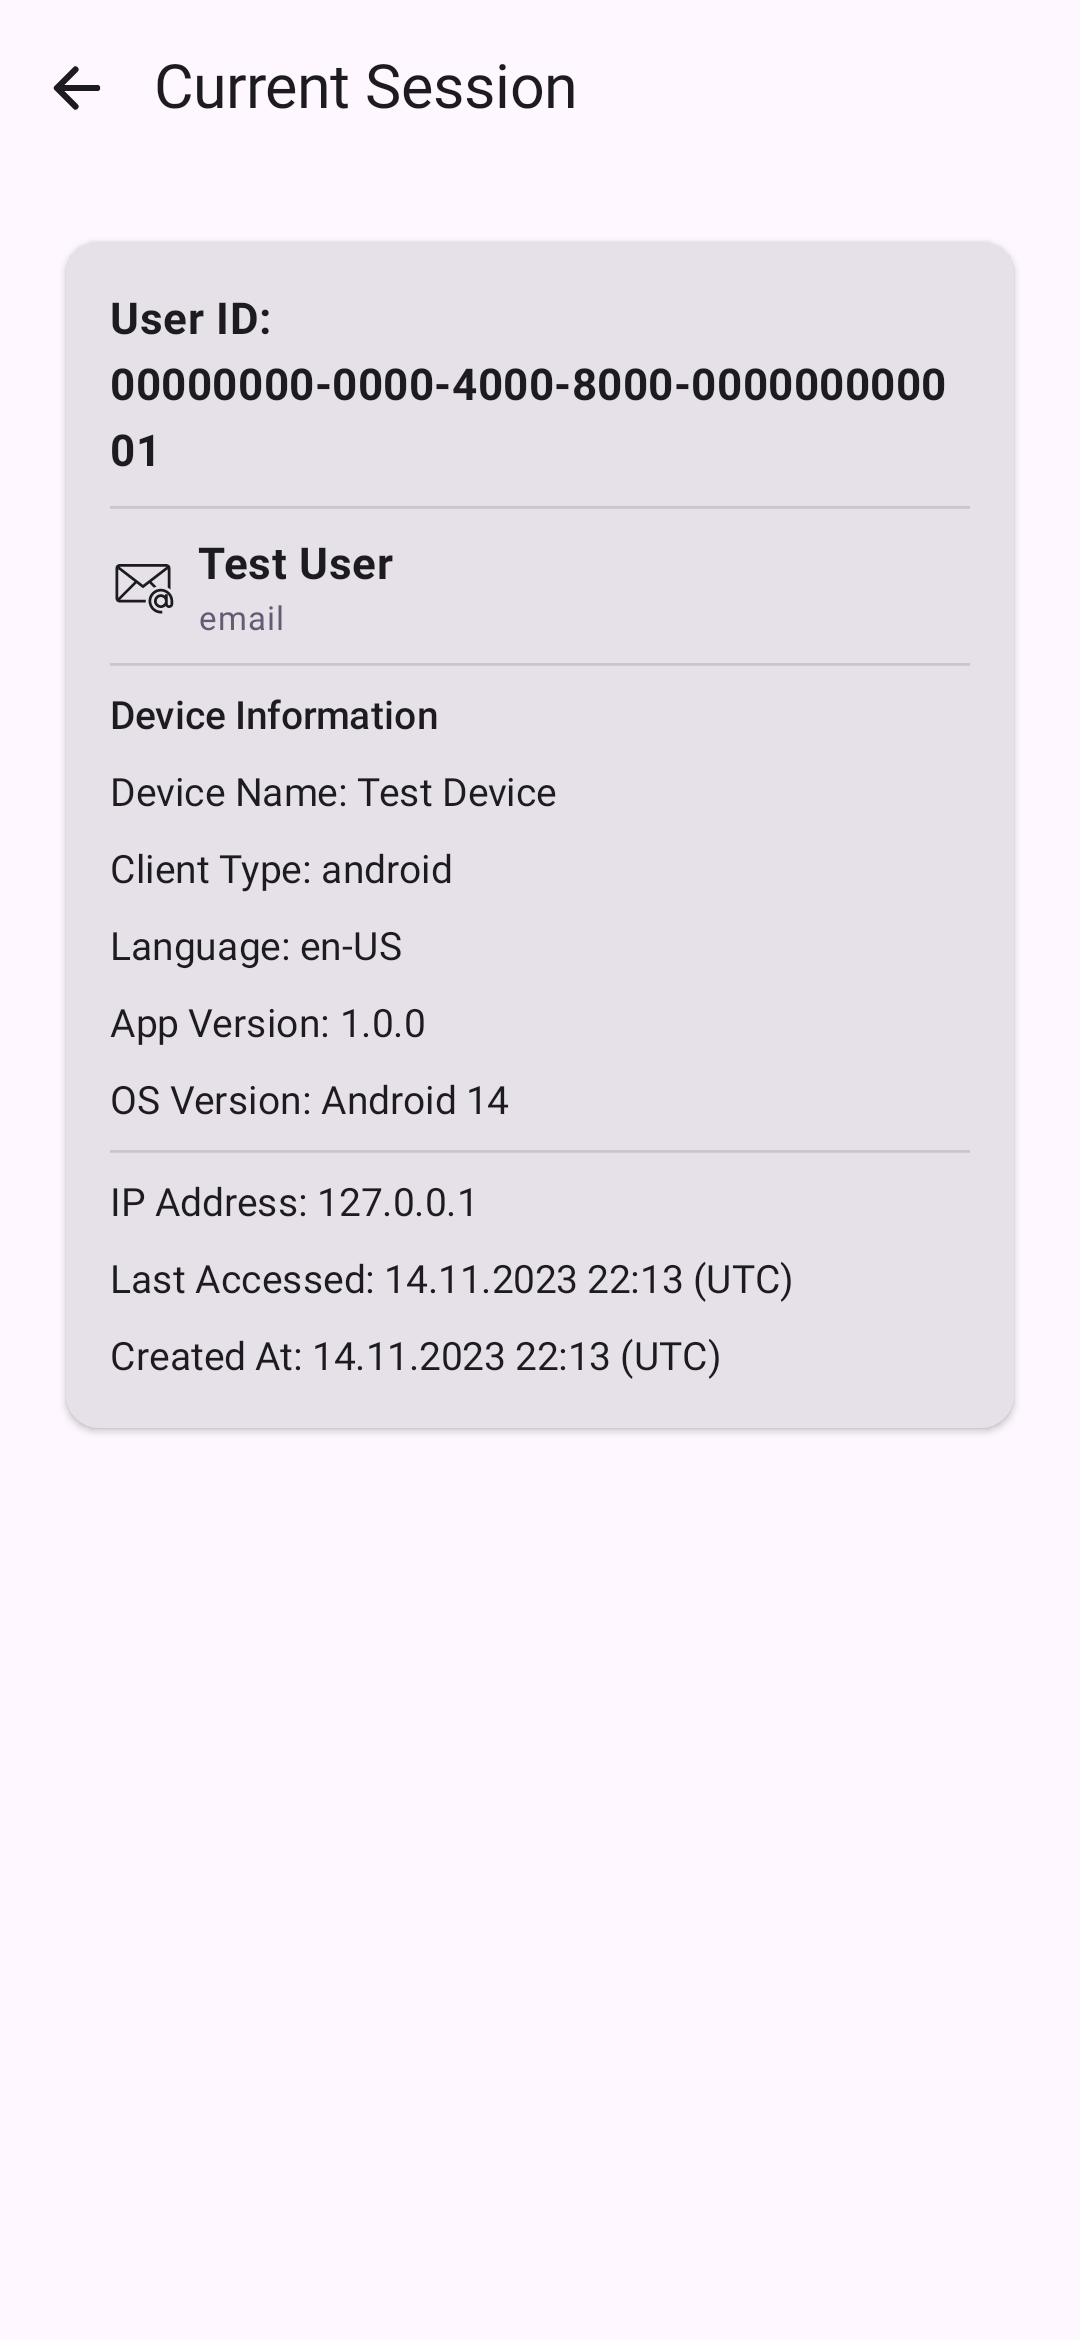 Current Session
User ID:
00000000-0000-4000-8000-0000000000
01
Test User
email
Device Information
Device Name: Test Device
Client Type: android
Language: en-US
App Version: 1.0.0
OS Version: Android 14
IP Address: 127.0.0.1
Last Accessed: 14.11.2023 22:13 (UTC)
Created At: 14.11.2023 22:13 (UTC)